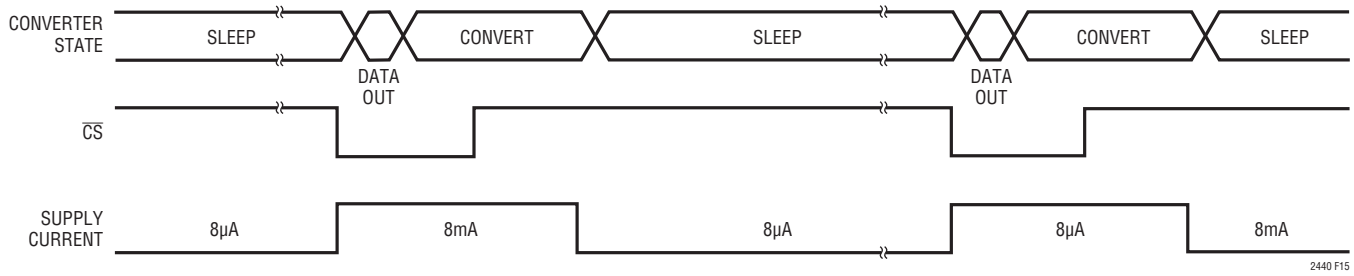 CONVERTER
STATE
SLEEP
CONVERT
SLEEP
CONVERT
SLEEP
DATA
OUT
DATA
OUT
CS
SUPPLY
CURRENT
8µA
8mA
8µA
8µA
8mA
2440 F15